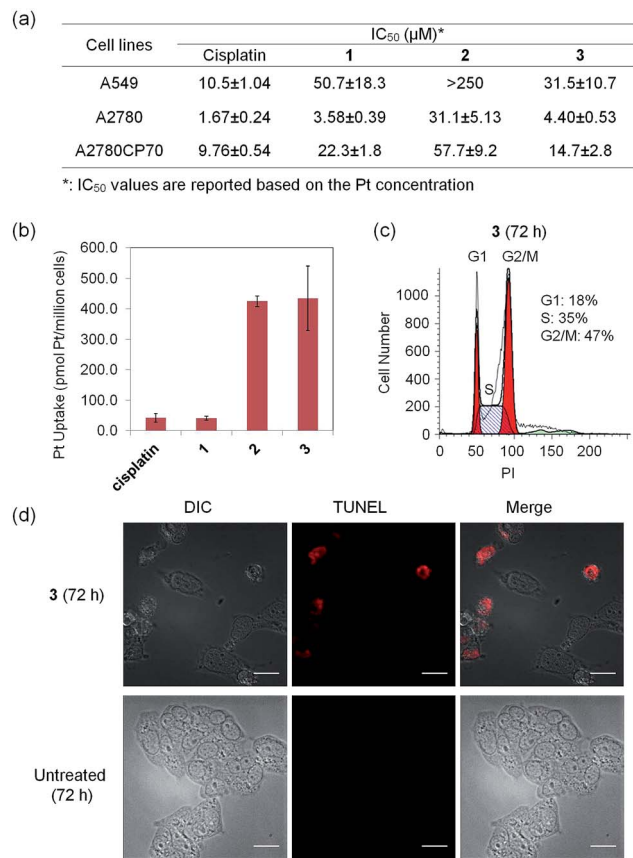 (a)
Cell lines IC50 (µM)*
Cisplatin 1 2 3
A549 10.5±1.04 50.7±18.3 >250 31.5±10.7
A2780 1.67±0.24 3.58±0.39 31.1±5.13 4.40±0.53
A2780CP70 9.76±0.54 22.3±1.8 57.7±9.2 14.7±2.8
*: IC50 values are reported based on the Pt concentration
(b)
Pt Uptake (pmol Pt/million cells)
600.0
500.0
400.0
300.0
200.0
100.0
0.0
cisplatin 1 2 3
(c)
3 (72 h)
G1 G2/M
G1: 18%
S: 35%
G2/M: 47%
S
Cell Number
1000
800
600
400
200
0
0 50 100 150 200
PI
(d)
DIC TUNEL Merge
3 (72 h)
Untreated
(72 h)